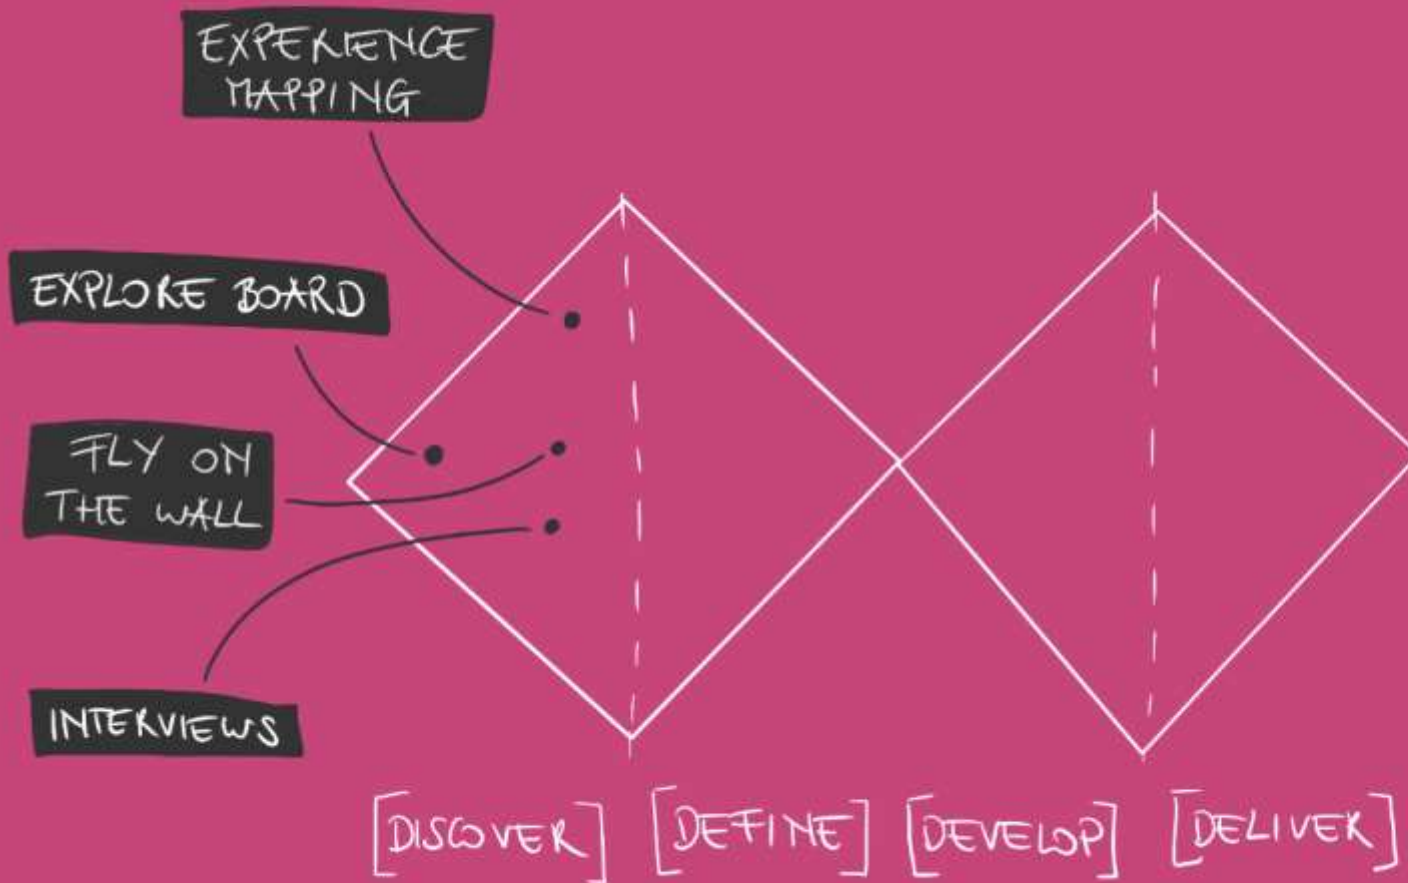 EXPERIENCE
MAPPING
EXPLORE BOARD
FLY ON
THE WALL
INTERVIEWS
[DISCOVER] [DEFINE] [DEVELOP] [DELIVER]